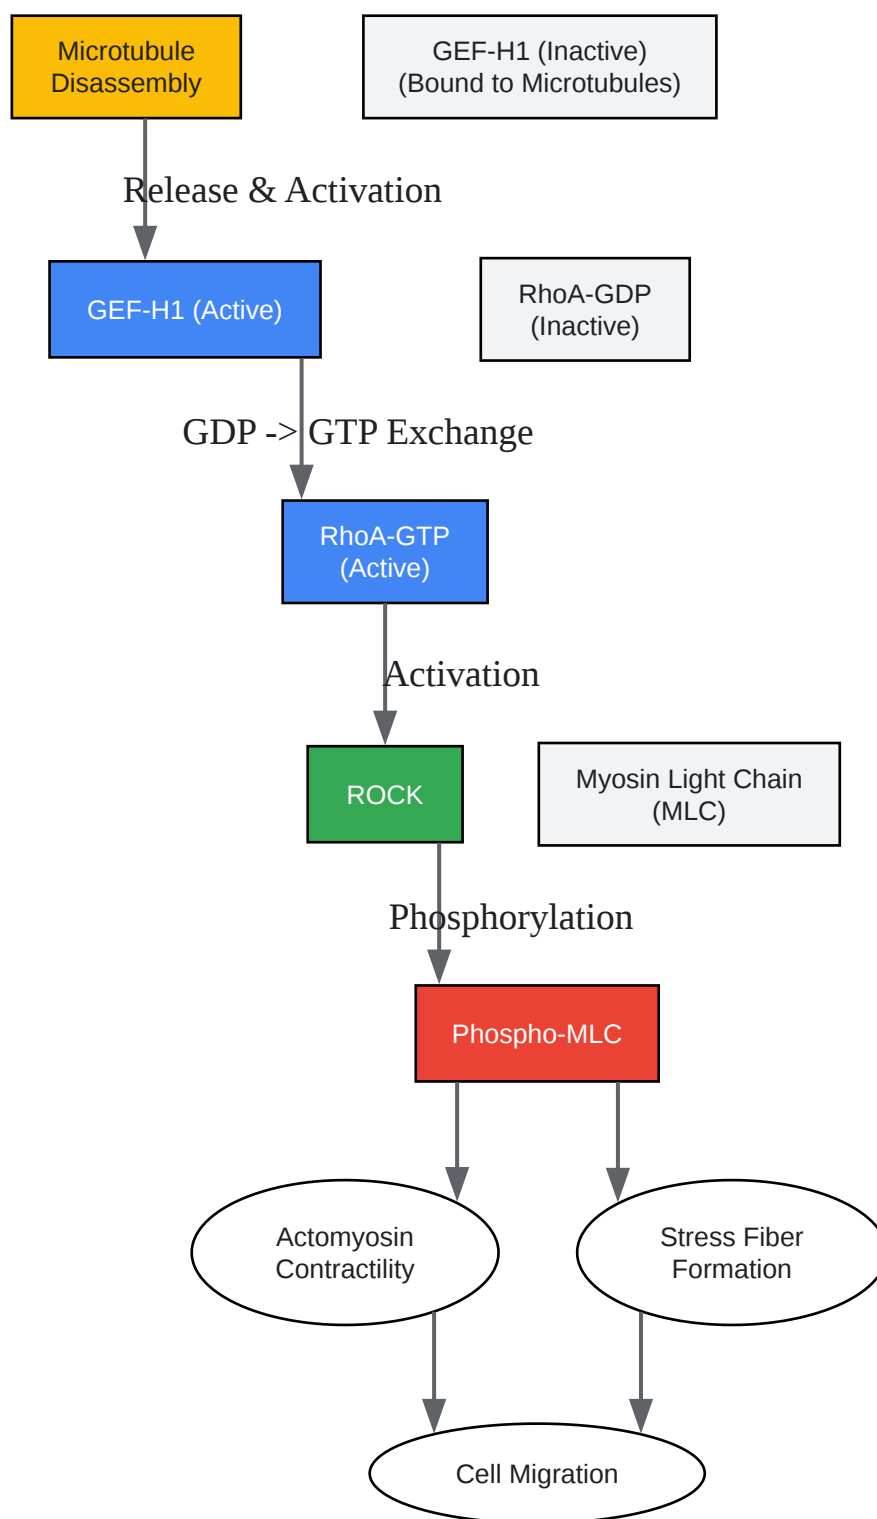 Microtubule
Disassembly
GEF-H1 (Inactive)
(Bound to Microtubules)
Release & Activation
GEF-H1 (Active)
RhoA-GDP
(Inactive)
GDP -> GTP Exchange
RhoA-GTP
(Active)
Activation
ROCK
Myosin Light Chain
(MLC)
Phosphorylation
Phospho-MLC
Actomyosin
Contractility
Stress Fiber
Formation
Cell Migration